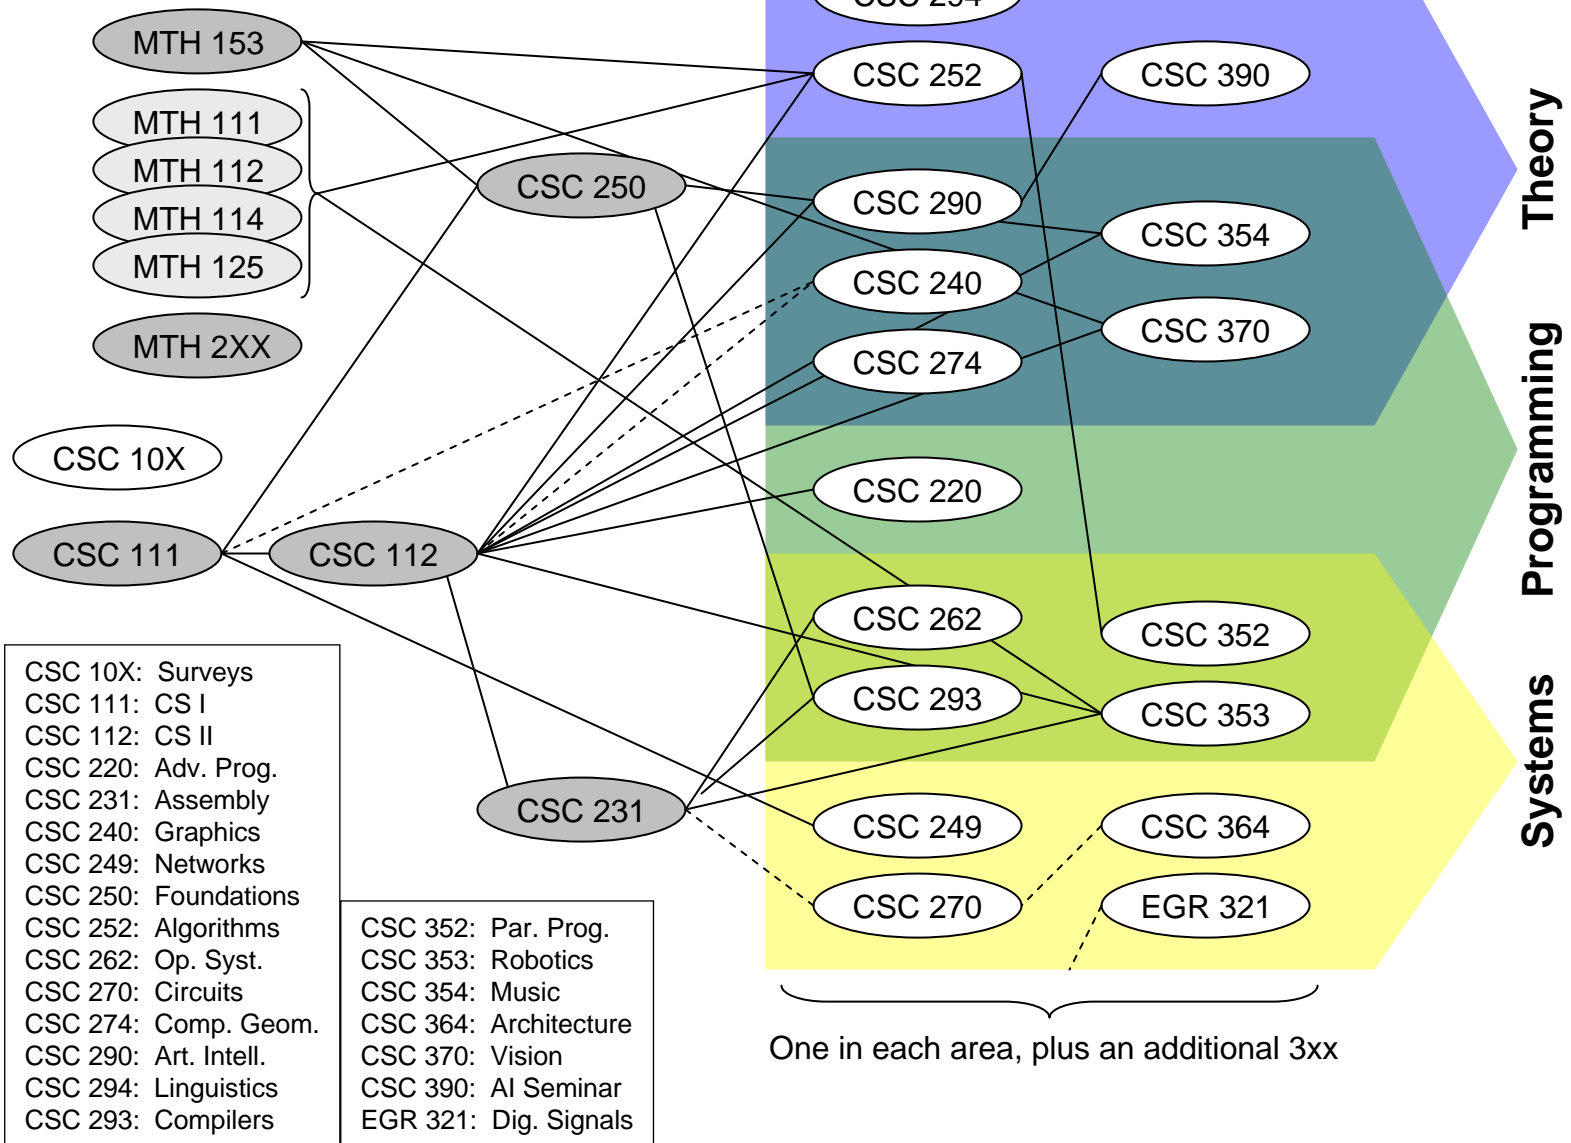 CSC 294
MTH 153
CSC 252
CSC 390
MTH 111
MTH 112
MTH 114
MTH 125
CSC 250
CSC 290
CSC 354
CSC 240
CSC 370
MTH 2XX
CSC 274
CSC 10X
CSC 220
CSC 111
CSC 112
CSC 262
CSC 352
CSC 293
CSC 353
CSC 231
CSC 249
CSC 364
CSC 270
EGR 321
Theory
Programming
Systems
CSC 10X: Surveys
CSC 111: CS I
CSC 112: CS II
CSC 220: Adv. Prog.
CSC 231: Assembly
CSC 240: Graphics
CSC 249: Networks
CSC 250: Foundations
CSC 252: Algorithms
CSC 262: Op. Syst.
CSC 270: Circuits
CSC 274: Comp. Geom.
CSC 290: Art. Intell.
CSC 294: Linguistics
CSC 293: Compilers
CSC 352: Par. Prog.
CSC 353: Robotics
CSC 354: Music
CSC 364: Architecture
CSC 370: Vision
CSC 390: AI Seminar
EGR 321: Dig. Signals
One in each area, plus an additional 3xx